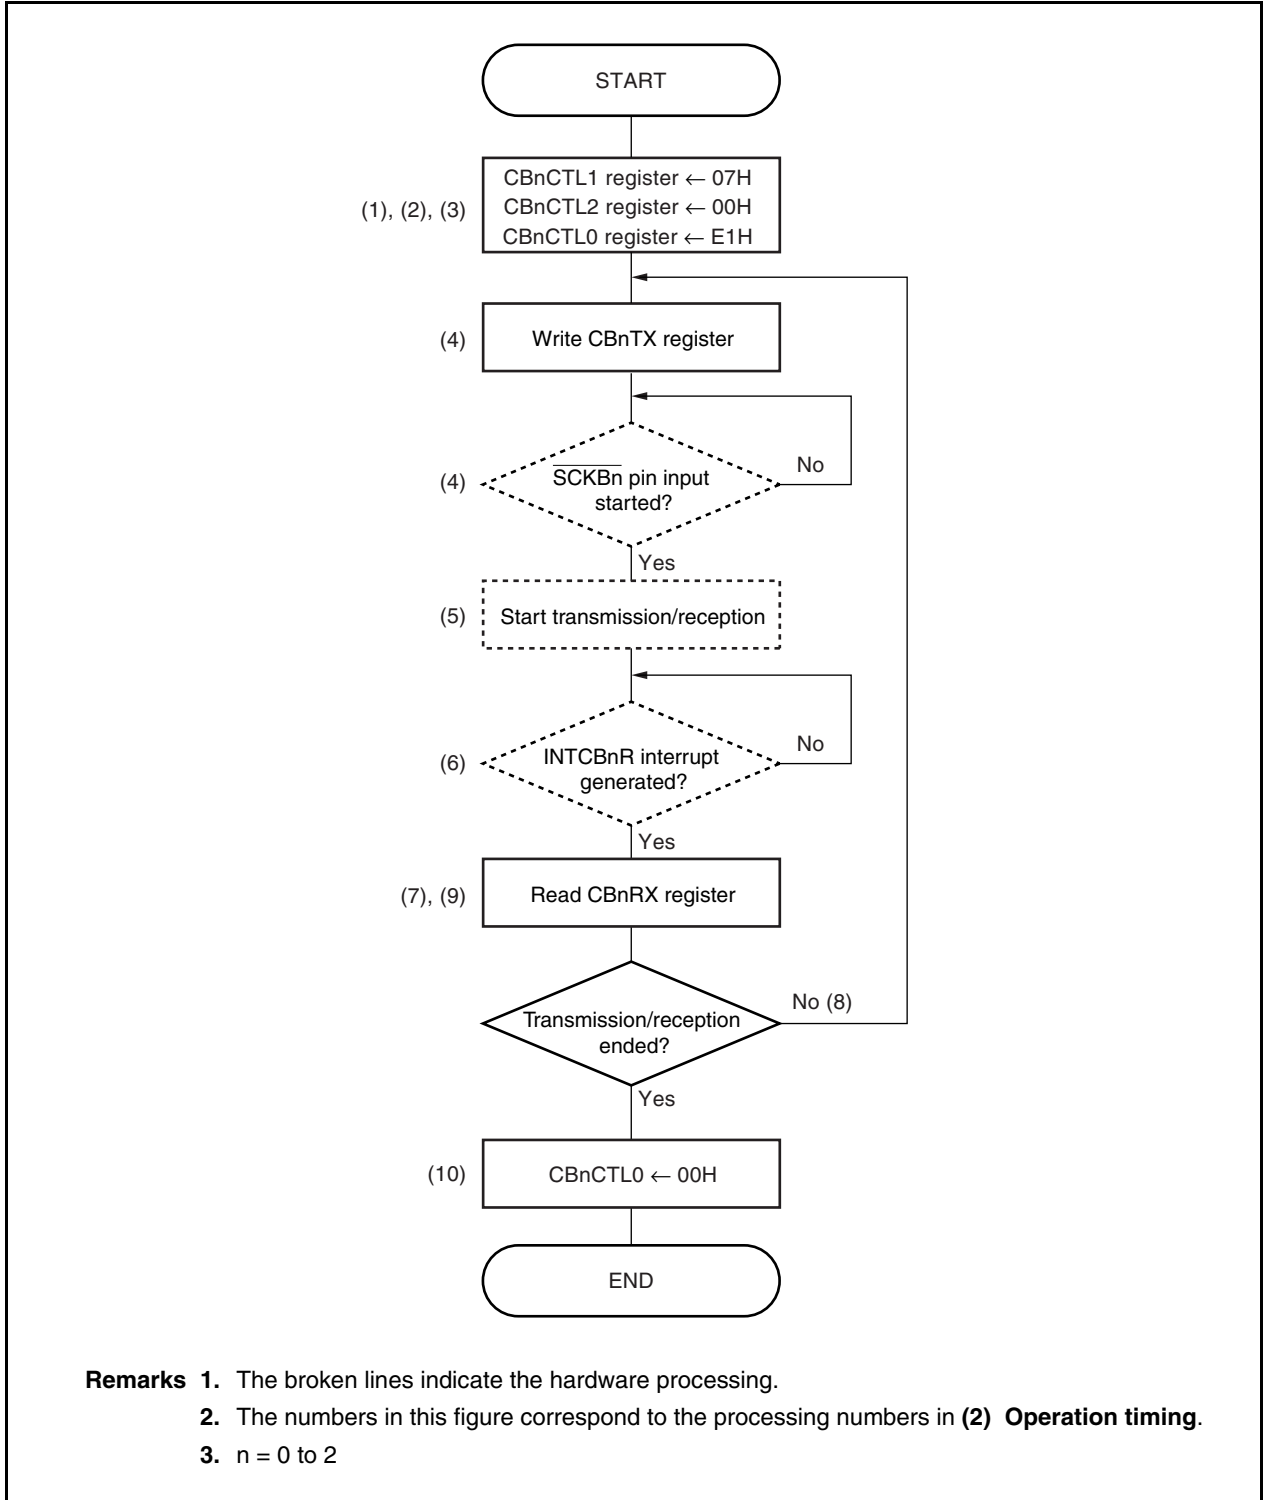 START
(1), (2), (3)
CBnCTL1 register ← 07H
CBnCTL2 register ← 00H
CBnCTL0 register ← E1H
(4)
Write CBnTX register
(4)
S̅C̅K̅B̅n̅ pin input
started?
No
Yes
(5)
Start transmission/reception
(6)
INTCBnR interrupt
generated?
No
Yes
(7), (9)
Read CBnRX register
Transmission/reception
ended?
No (8)
Yes
(10)
CBnCTL0 ← 00H
END
Remarks 1. The broken lines indicate the hardware processing.
2. The numbers in this figure correspond to the processing numbers in (2) Operation timing.
3. n = 0 to 2